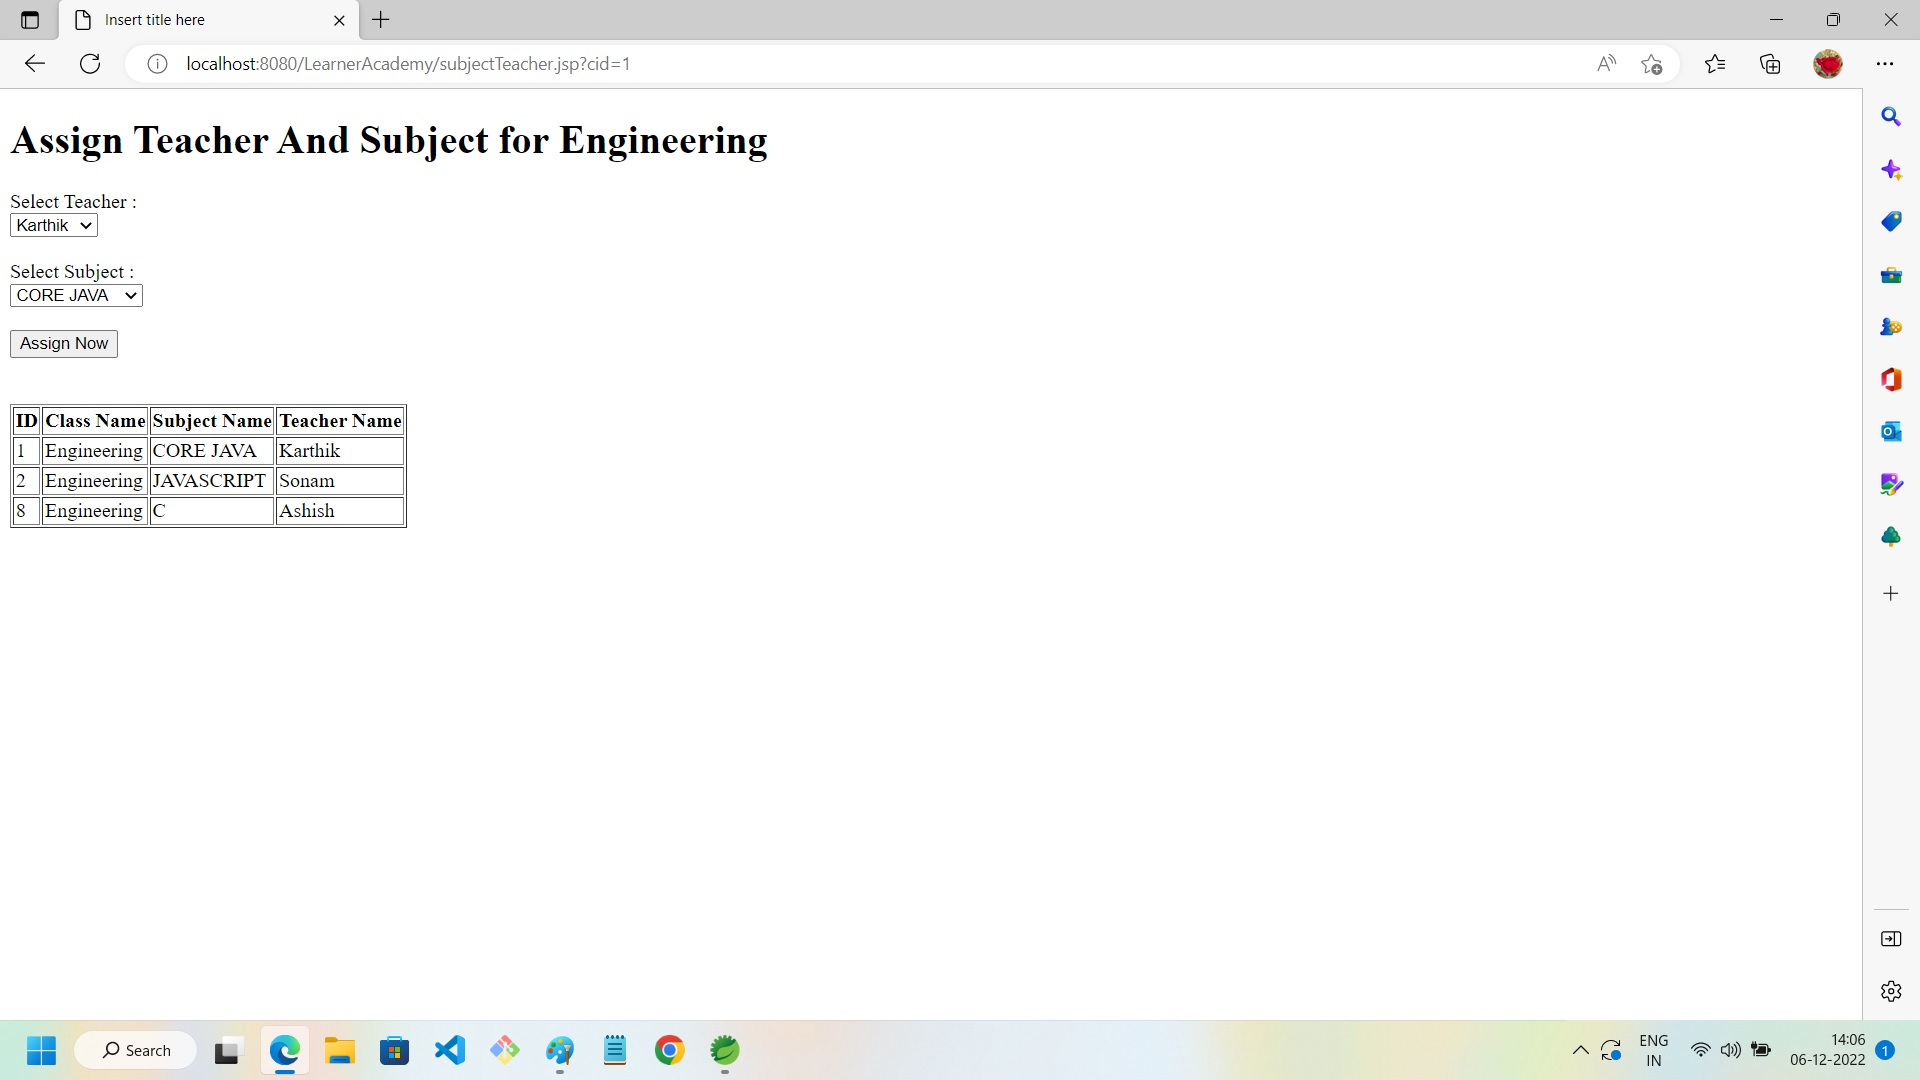 Insert title here
localhost:8080/LearnerAcademy/subjectTeacher.jsp?cid=1
Assign Teacher And Subject for Engineering
Select Teacher :
Karthik
Select Subject :
CORE JAVA
Assign Now
ID Class Name Subject Name Teacher Name
1 Engineering CORE JAVA Karthik
2 Engineering JAVASCRIPT Sonam
8 Engineering C Ashish
Search
ENG
IN
14:06
06-12-2022
1